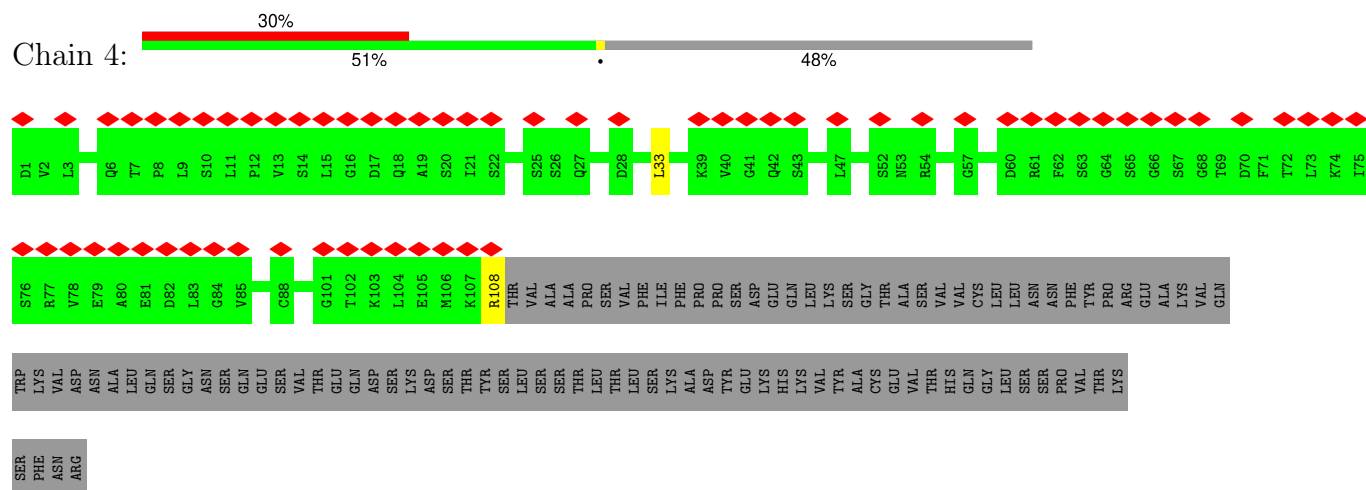 30%
Chain 4:
51% • 48%
D1 V2 L3 Q6 T7 P8 L9 S10 L11 P12 V13 S14 L15 G16 D17 Q18 A19 S20 I21 S22 S25 S26 Q27 D28 L33 K39 V40 G41 Q42 S43 L47 S52 N53 R54 G57 D60 R61 F62 S63 G64 S65 G66 S67 G68 T69 D70 F71 T72 L73 K74 I75
S76 R77 V78 E79 A80 E81 D82 L83 G84 V85 C88 G101 T102 K103 L104 E105 M106 K107 R108 THR VAL ALA ALA PRO SER VAL PHE ILE PHE PRO PRO SER ASP GLU GLN LEU LYS SER GLY THR ALA SER VAL VAL CYS LEU LEU ASN ASN PHE TYR PRO ARG GLU ALA LYS VAL GLN
TRP LYS VAL ASP ASN ALA LEU GLN SER GLY ASN SER GLN GLU SER VAL THR GLU GLN ASP SER LYS ASP SER THR TYR SER LEU SER SER THR LEU THR LEU SER LYS ALA ASP TYR GLU LYS HIS LYS VAL TYR ALA CYS GLU VAL THR HIS GLN GLY LEU SER SER PRO VAL THR LYS
SER PHE ASN ARG